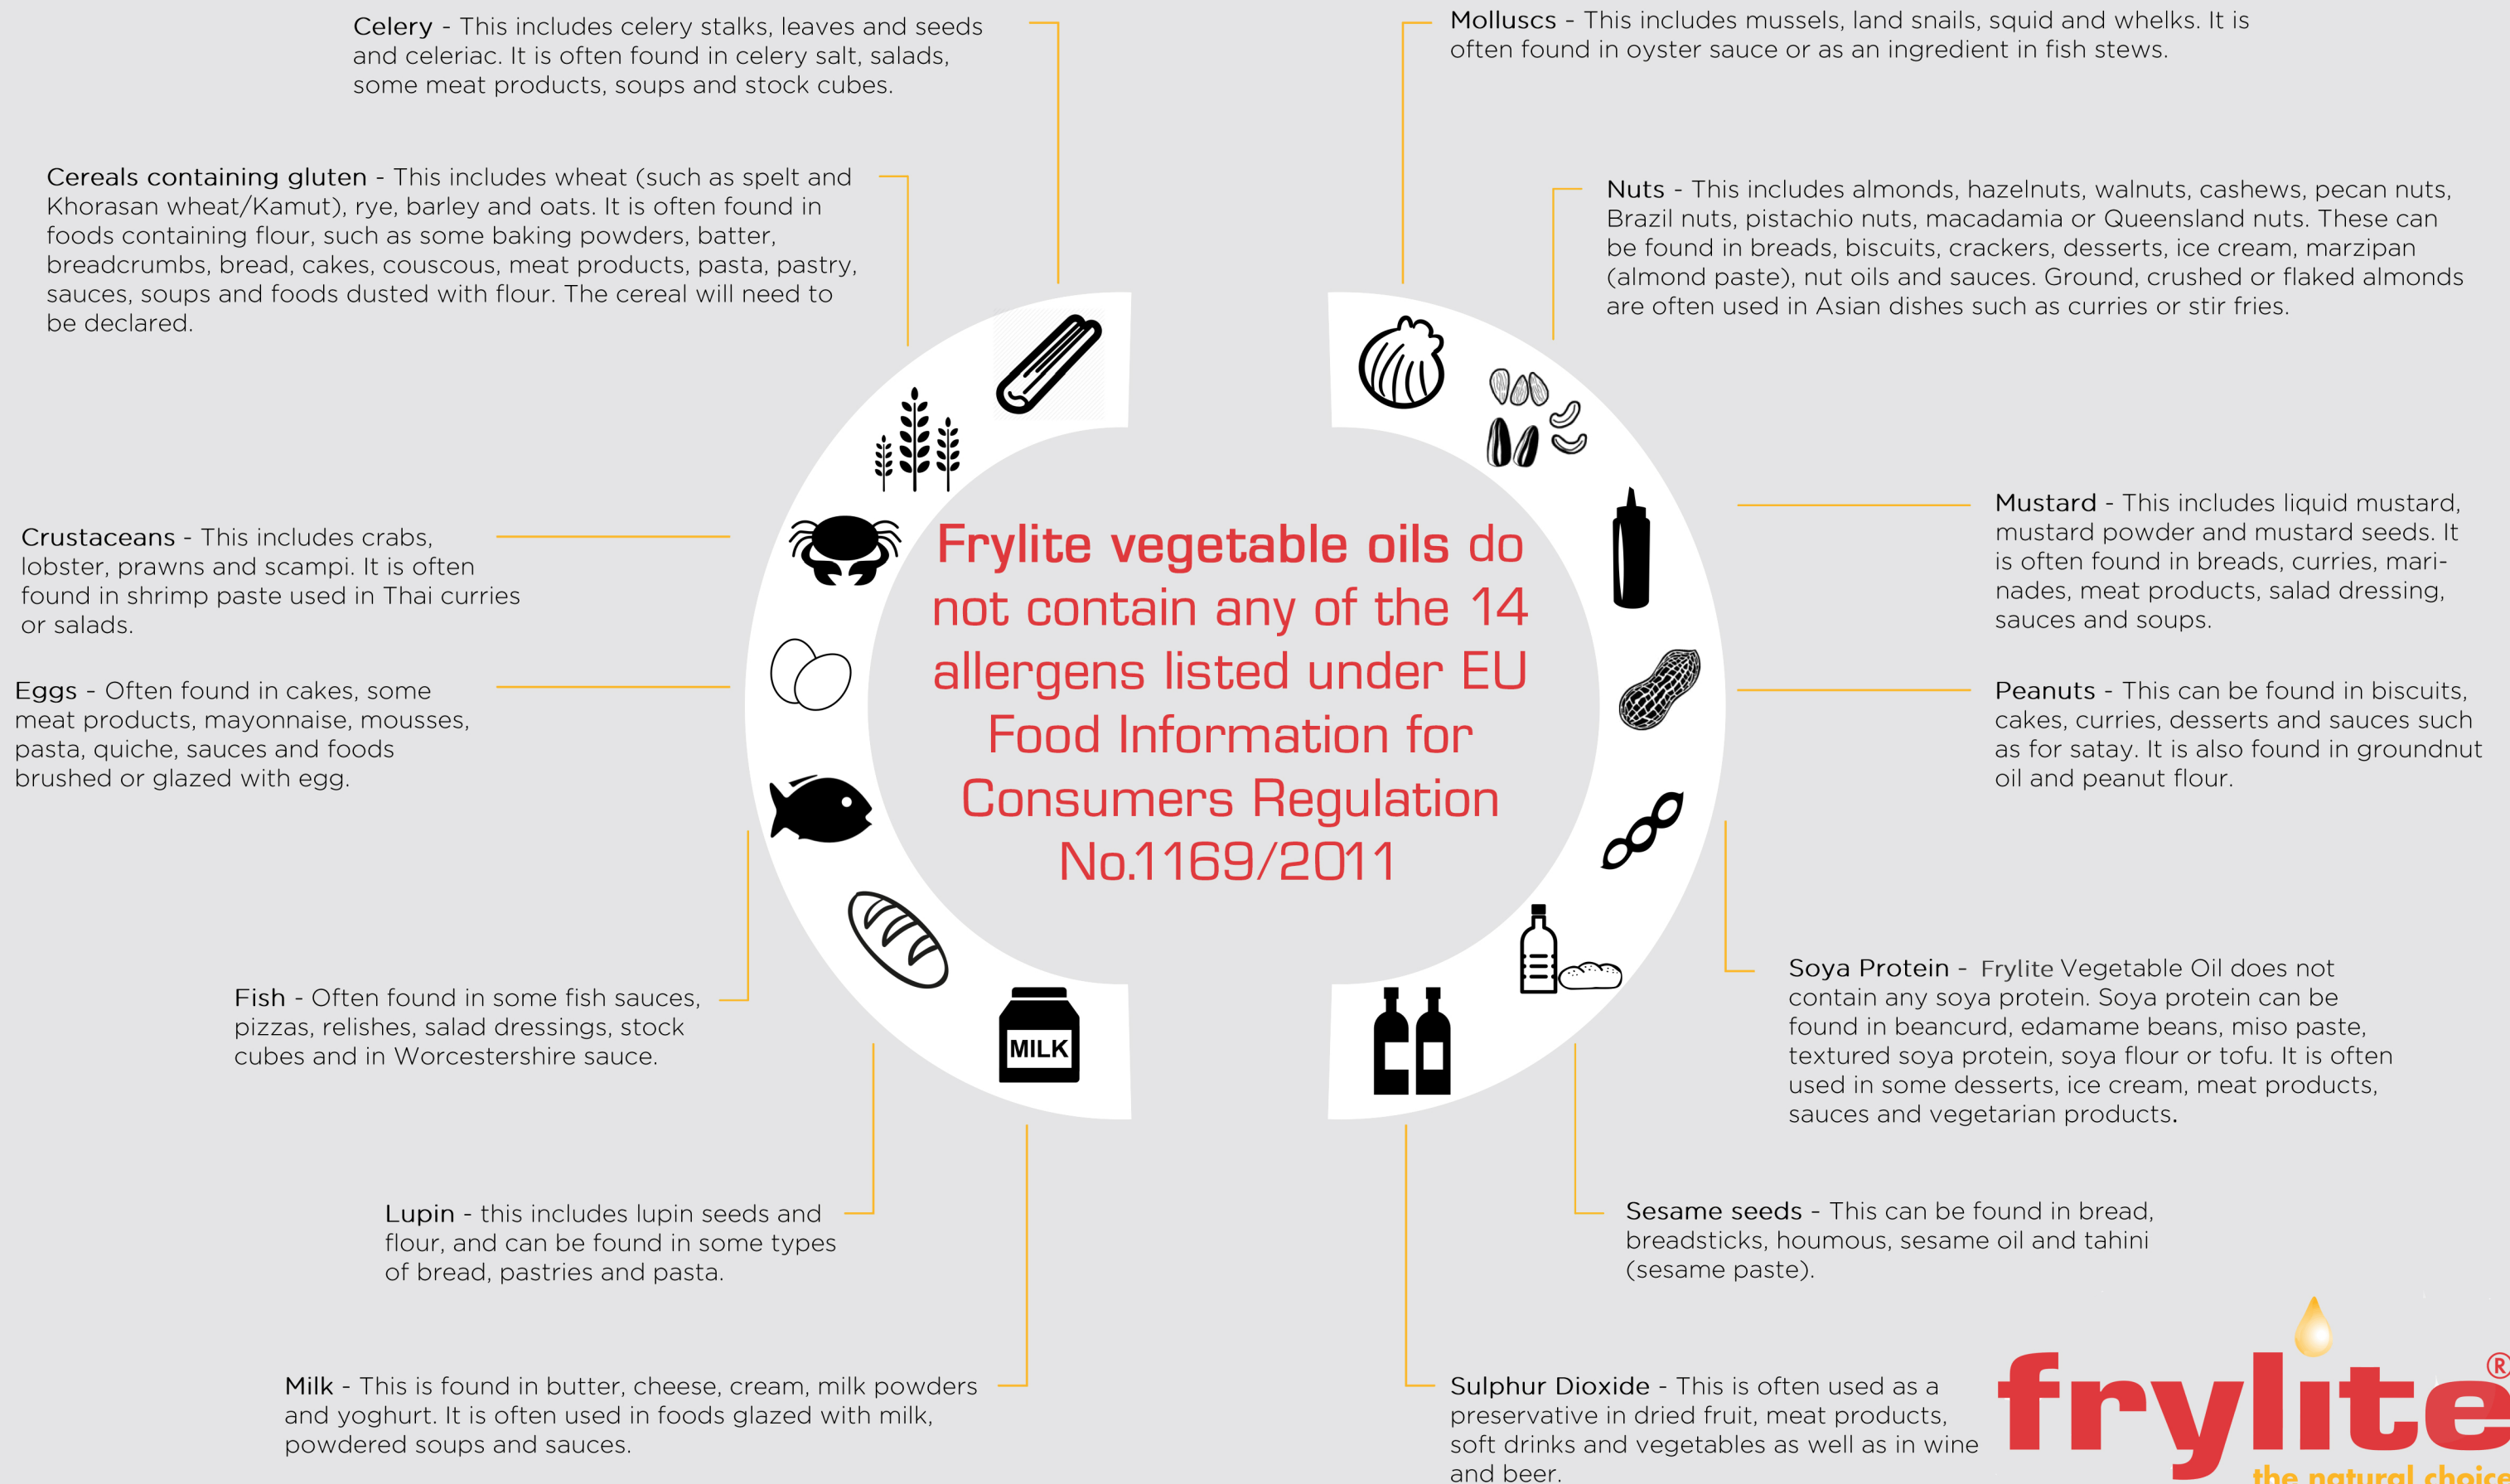 Celery - This includes celery stalks, leaves and seeds
and celeriac. It is often found in celery salt, salads,
some meat products, soups and stock cubes.
Cereals containing gluten - This includes wheat (such as spelt and
Khorasan wheat/Kamut), rye, barley and oats. It is often found in
foods containing flour, such as some baking powders, batter,
breadcrumbs, bread, cakes, couscous, meat products, pasta, pastry,
sauces, soups and foods dusted with flour. The cereal will need to
be declared.
Crustaceans - This includes crabs,
lobster, prawns and scampi. It is often
found in shrimp paste used in Thai curries
or salads.
Eggs - Often found in cakes, some
meat products, mayonnaise, mousses,
pasta, quiche, sauces and foods
brushed or glazed with egg.
Fish - Often found in some fish sauces,
pizzas, relishes, salad dressings, stock
cubes and in Worcestershire sauce.
Lupin - this includes lupin seeds and
flour, and can be found in some types
of bread, pastries and pasta.
Milk - This is found in butter, cheese, cream, milk powders
and yoghurt. It is often used in foods glazed with milk,
powdered soups and sauces.
MILK
Frylite vegetable oils do
not contain any of the 14
allergens listed under EU
Food Information for
Consumers Regulation
No.1169/2011
Molluscs - This includes mussels, land snails, squid and whelks. It is
often found in oyster sauce or as an ingredient in fish stews.
Nuts - This includes almonds, hazelnuts, walnuts, cashews, pecan nuts,
Brazil nuts, pistachio nuts, macadamia or Queensland nuts. These can
be found in breads, biscuits, crackers, desserts, ice cream, marzipan
(almond paste), nut oils and sauces. Ground, crushed or flaked almonds
are often used in Asian dishes such as curries or stir fries.
Mustard - This includes liquid mustard,
mustard powder and mustard seeds. It
is often found in breads, curries, mari-
nades, meat products, salad dressing,
sauces and soups.
Peanuts - This can be found in biscuits,
cakes, curries, desserts and sauces such
as for satay. It is also found in groundnut
oil and peanut flour.
Soya Protein - Frylite Vegetable Oil does not
contain any soya protein. Soya protein can be
found in beancurd, edamame beans, miso paste,
textured soya protein, soya flour or tofu. It is often
used in some desserts, ice cream, meat products,
sauces and vegetarian products.
Sesame seeds - This can be found in bread,
breadsticks, houmous, sesame oil and tahini
(sesame paste).
Sulphur Dioxide - This is often used as a
preservative in dried fruit, meat products,
soft drinks and vegetables as well as in wine
and beer.
frylite®
the natural choice